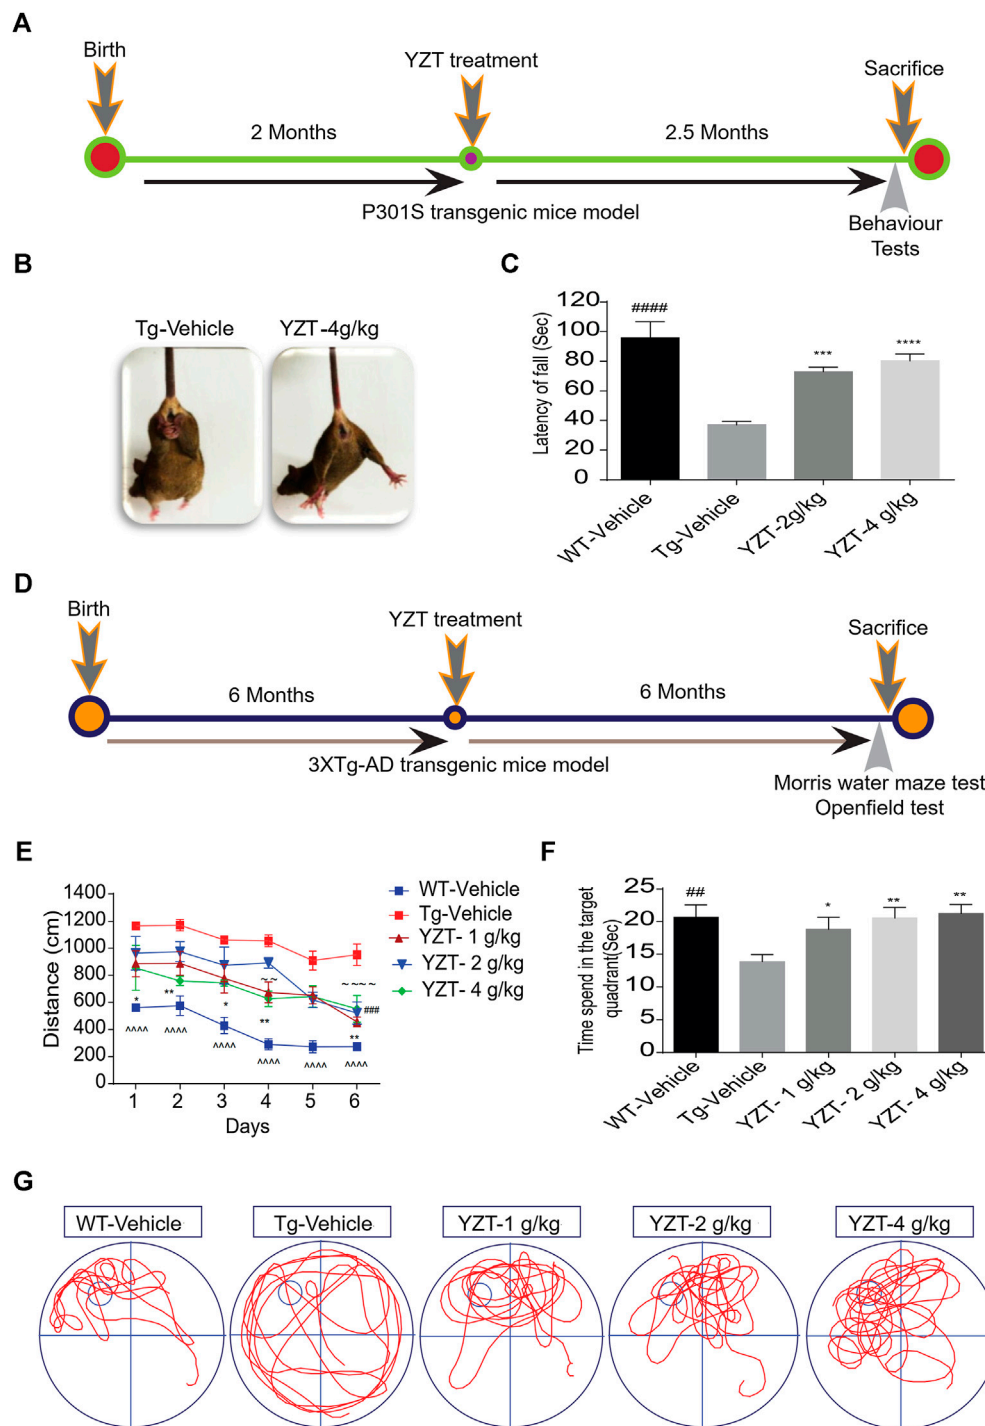 A
Birth
YZT treatment
Sacrifice
2 Months
2.5 Months
P301S transgenic mice model
Behaviour
Tests
B
C
Tg-Vehicle
YZT-4g/kg
Latency of fall (Sec)
120
100
80
60
40
20
0
####
***
****
WT-Vehicle
Tg-Vehicle
YZT-2g/kg
YZT-4 g/kg
D
Birth
YZT treatment
Sacrifice
6 Months
6 Months
3XTg-AD transgenic mice model
Morris water maze test
Openfield test
E
Distance (cm)
1400
1200
1000
800
600
400
200
0
1 2 3 4 5 6
Days
WT-Vehicle
Tg-Vehicle
YZT- 1 g/kg
YZT- 2 g/kg
YZT- 4 g/kg
~~
~~~~
###
* ** * ** **
^^^^ ^^^^ ^^^^ ^^^^ ^^^^ ^^^^
F
Time spend in the target
quadrant(Sec)
25
20
15
10
5
0
##
*
**
**
WT-Vehicle
Tg-Vehicle
YZT- 1 g/kg
YZT- 2 g/kg
YZT- 4 g/kg
G
WT-Vehicle
Tg-Vehicle
YZT-1 g/kg
YZT-2 g/kg
YZT-4 g/kg